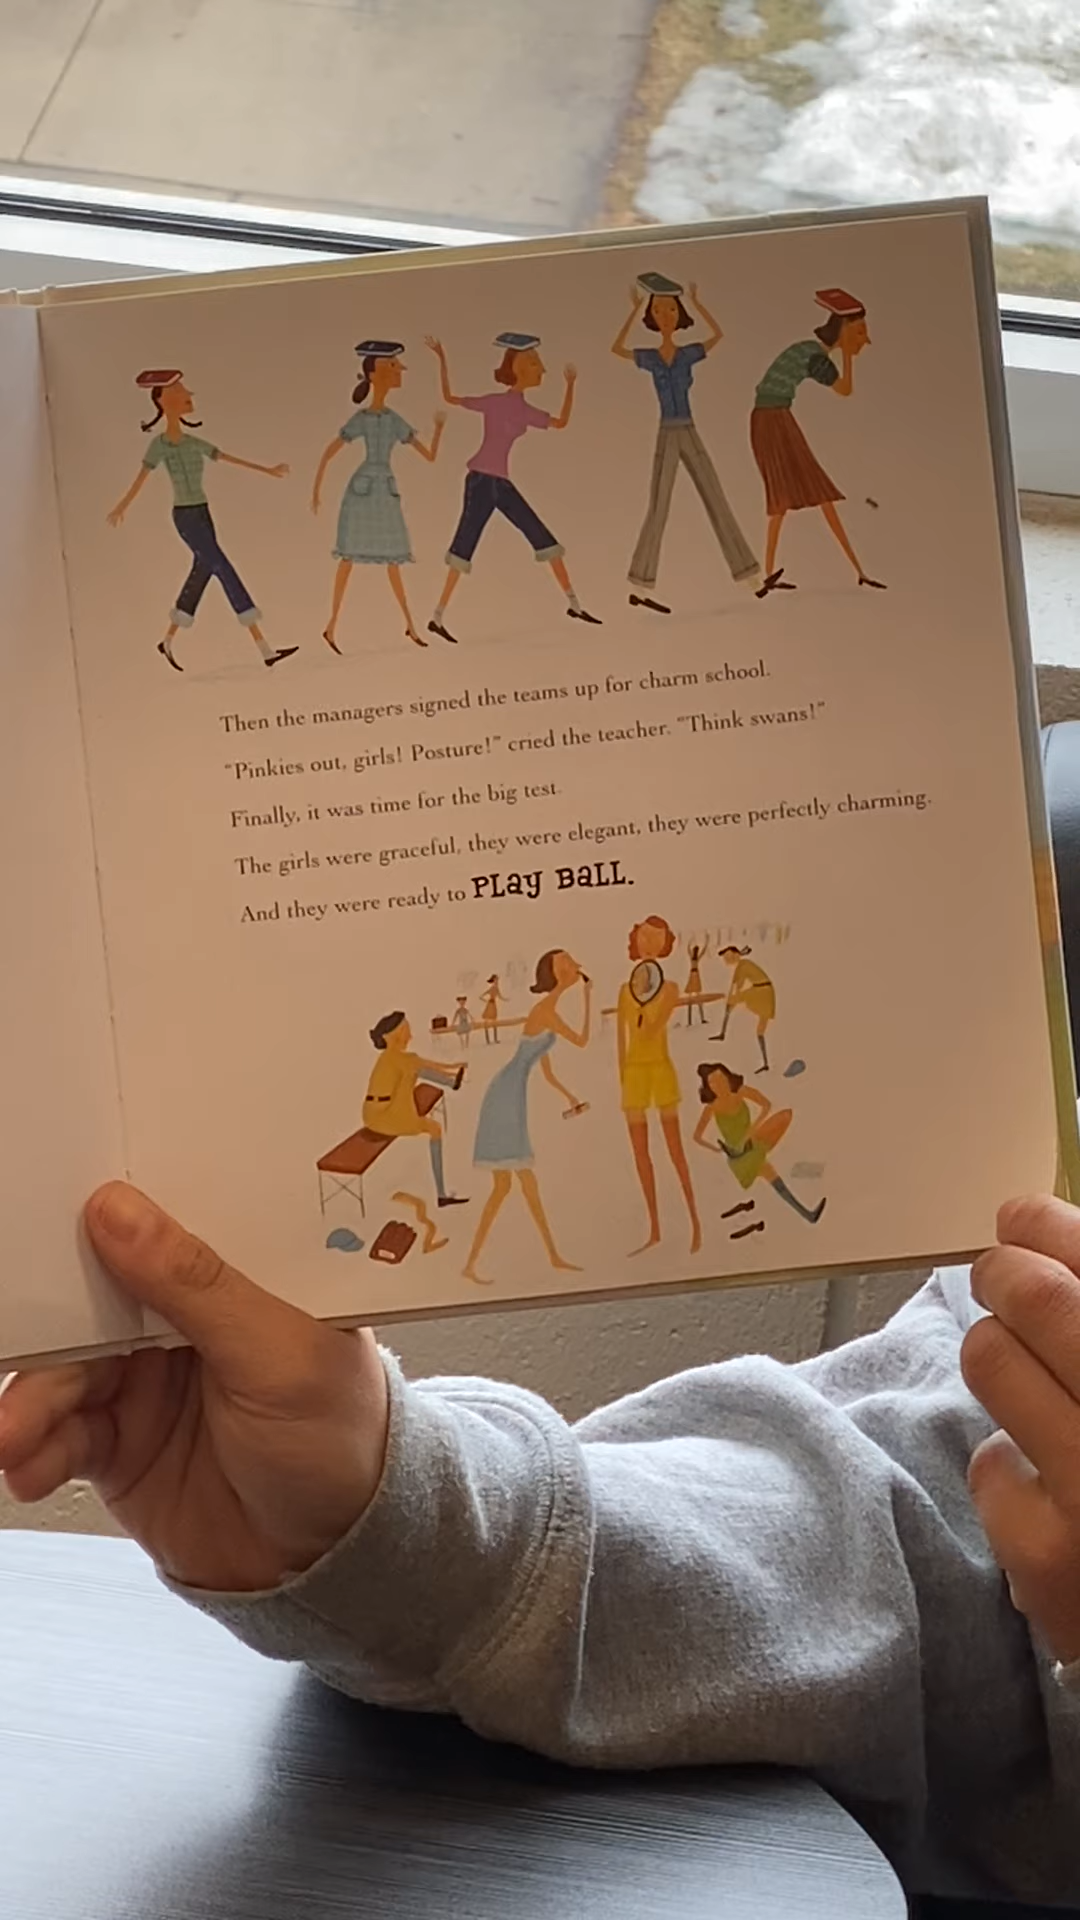 Then the managers signed the teams up for charm school.
“Pinkies out, girls! Posture!” cried the teacher. “Think swans!”
Finally, it was time for the big test.
The girls were graceful, they were elegant, they were perfectly charming.
And they were ready to PLay BaLL.